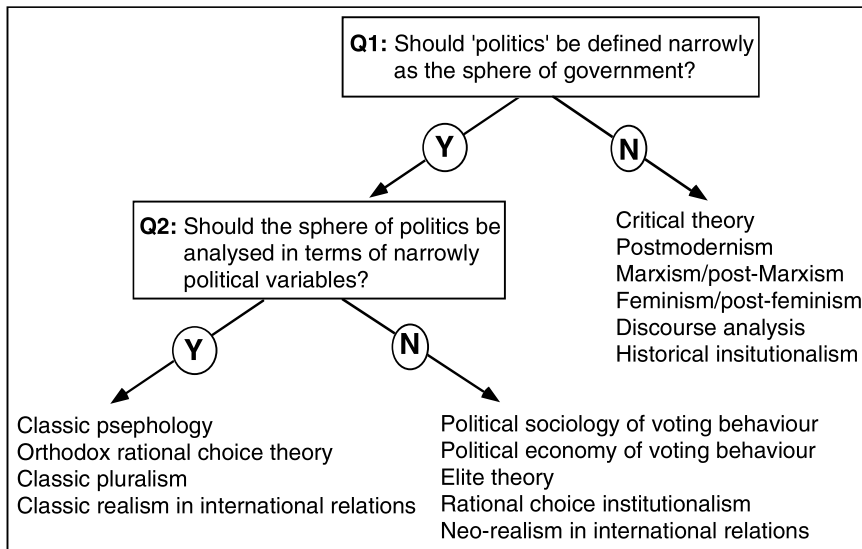 Q1: Should 'politics' be defined narrowly
as the sphere of government?
Y
N
Q2: Should the sphere of politics be
analysed in terms of narrowly
political variables?
Critical theory
Postmodernism
Marxism/post-Marxism
Feminism/post-feminism
Discourse analysis
Historical insitutionalism
Y
N
Classic psephology
Orthodox rational choice theory
Classic pluralism
Classic realism in international relations
Political sociology of voting behaviour
Political economy of voting behaviour
Elite theory
Rational choice institutionalism
Neo-realism in international relations